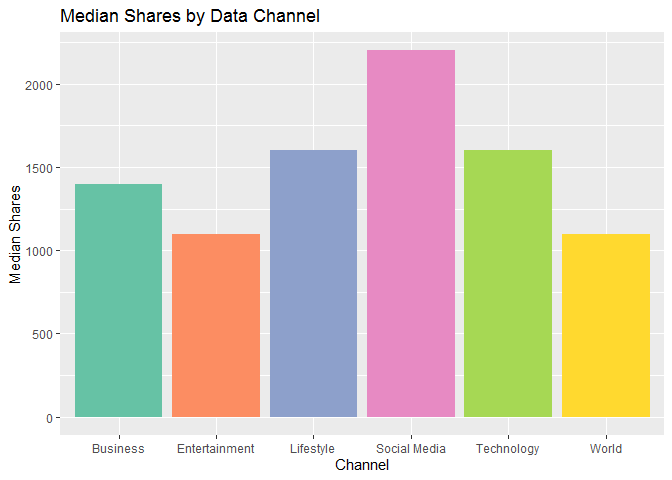 Median Shares by Data Channel
Median Shares
2000
1500
1000
500
0
Business Entertainment Lifestyle Social Media Technology World
Channel